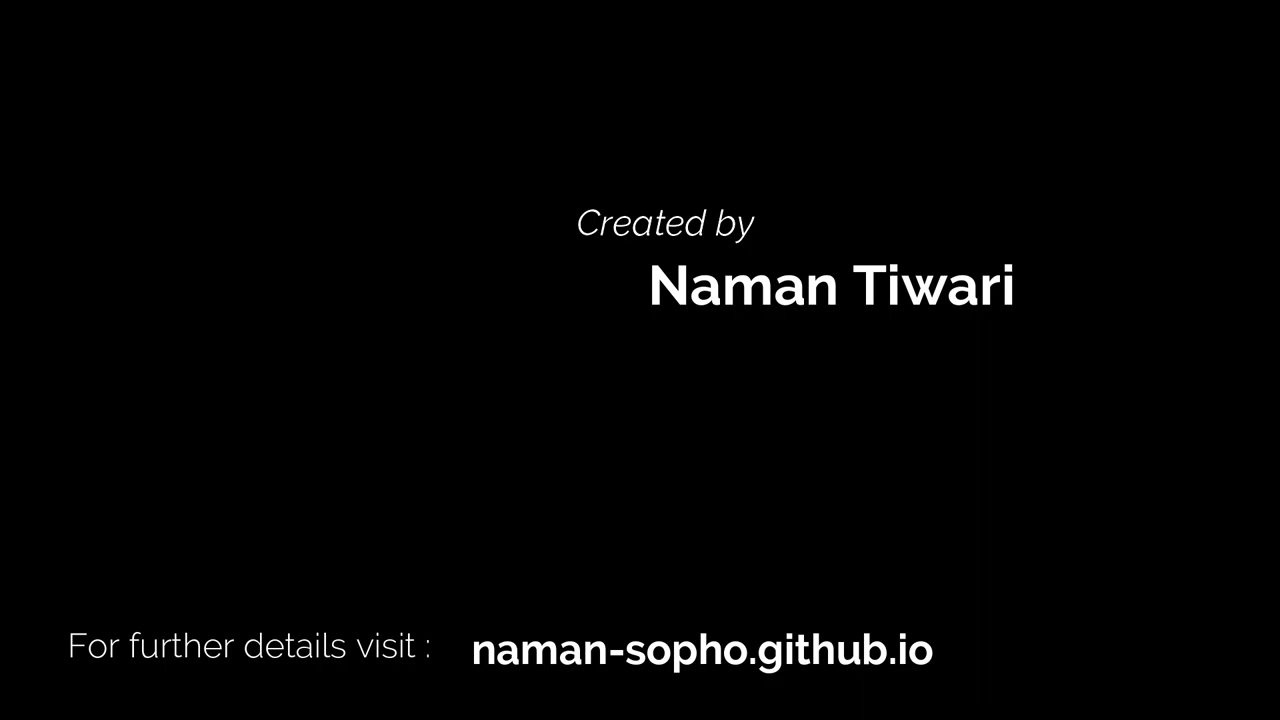 Created by
Naman Tiwari
For further details visit : naman-sopho.github.io